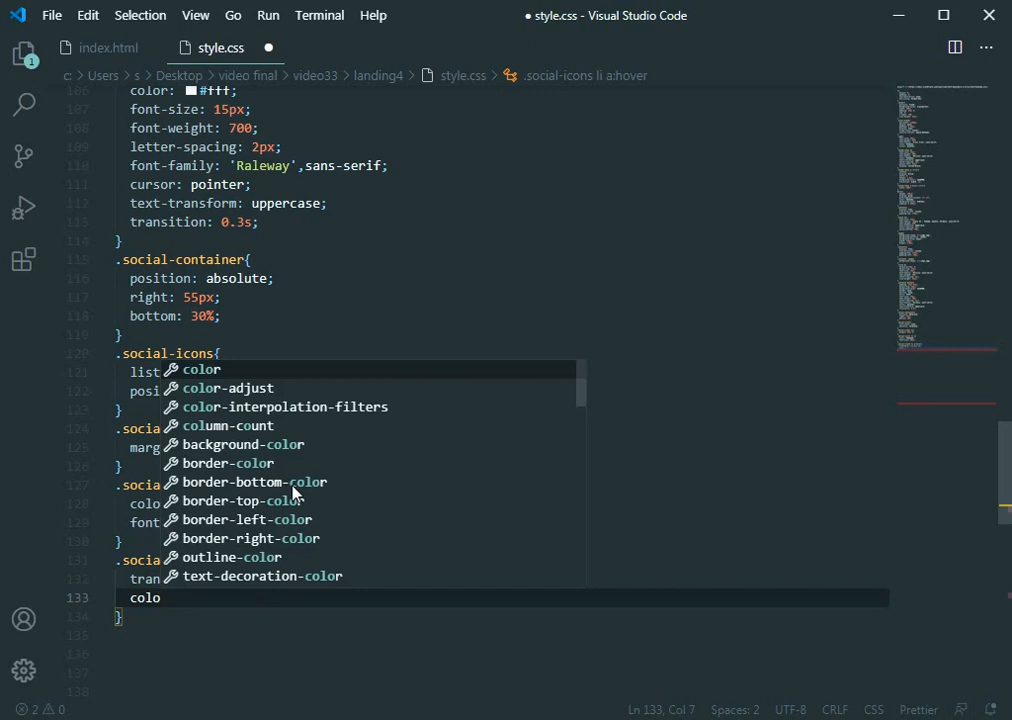 File Edit Selection View Go Run Terminal Help ● style.css - Visual Studio Code
1 index.html style.css
c: > Users > s > Desktop > video final > video33 > landing4 > style.css > .social-icons li a:hover
106 color: #fff;
107 font-size: 15px;
108 font-weight: 700;
109 letter-spacing: 2px;
110 font-family: 'Raleway',sans-serif;
111 cursor: pointer;
112 text-transform: uppercase;
113 transition: 0.3s;
114 }
115 .social-container{
116 position: absolute;
117 right: 55px;
118 bottom: 30%;
119 }
120 .social-icons{
121 list color
122 posi color-adjust
123 } color-interpolation-filters
124 .socia column-count
125 marg background-color
126 } border-color
127 .socia border-bottom-color
128 colo border-top-color
129 font border-left-color
130 } border-right-color
131 .socia outline-color
132 tran text-decoration-color
133 colo
134 }
135
136
137
138
2 0 Ln 133, Col 7 Spaces: 2 UTF-8 CRLF CSS Prettier